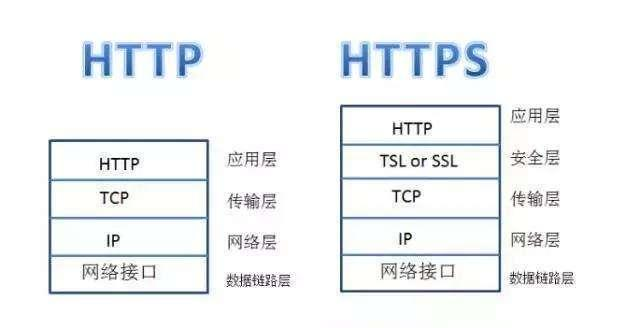 HTTP
HTTP 应用层
TCP 传输层
IP 网络层
网络接口 数据链路层
HTTPS
HTTP 应用层
TSL or SSL 安全层
TCP 传输层
IP 网络层
网络接口 数据链路层